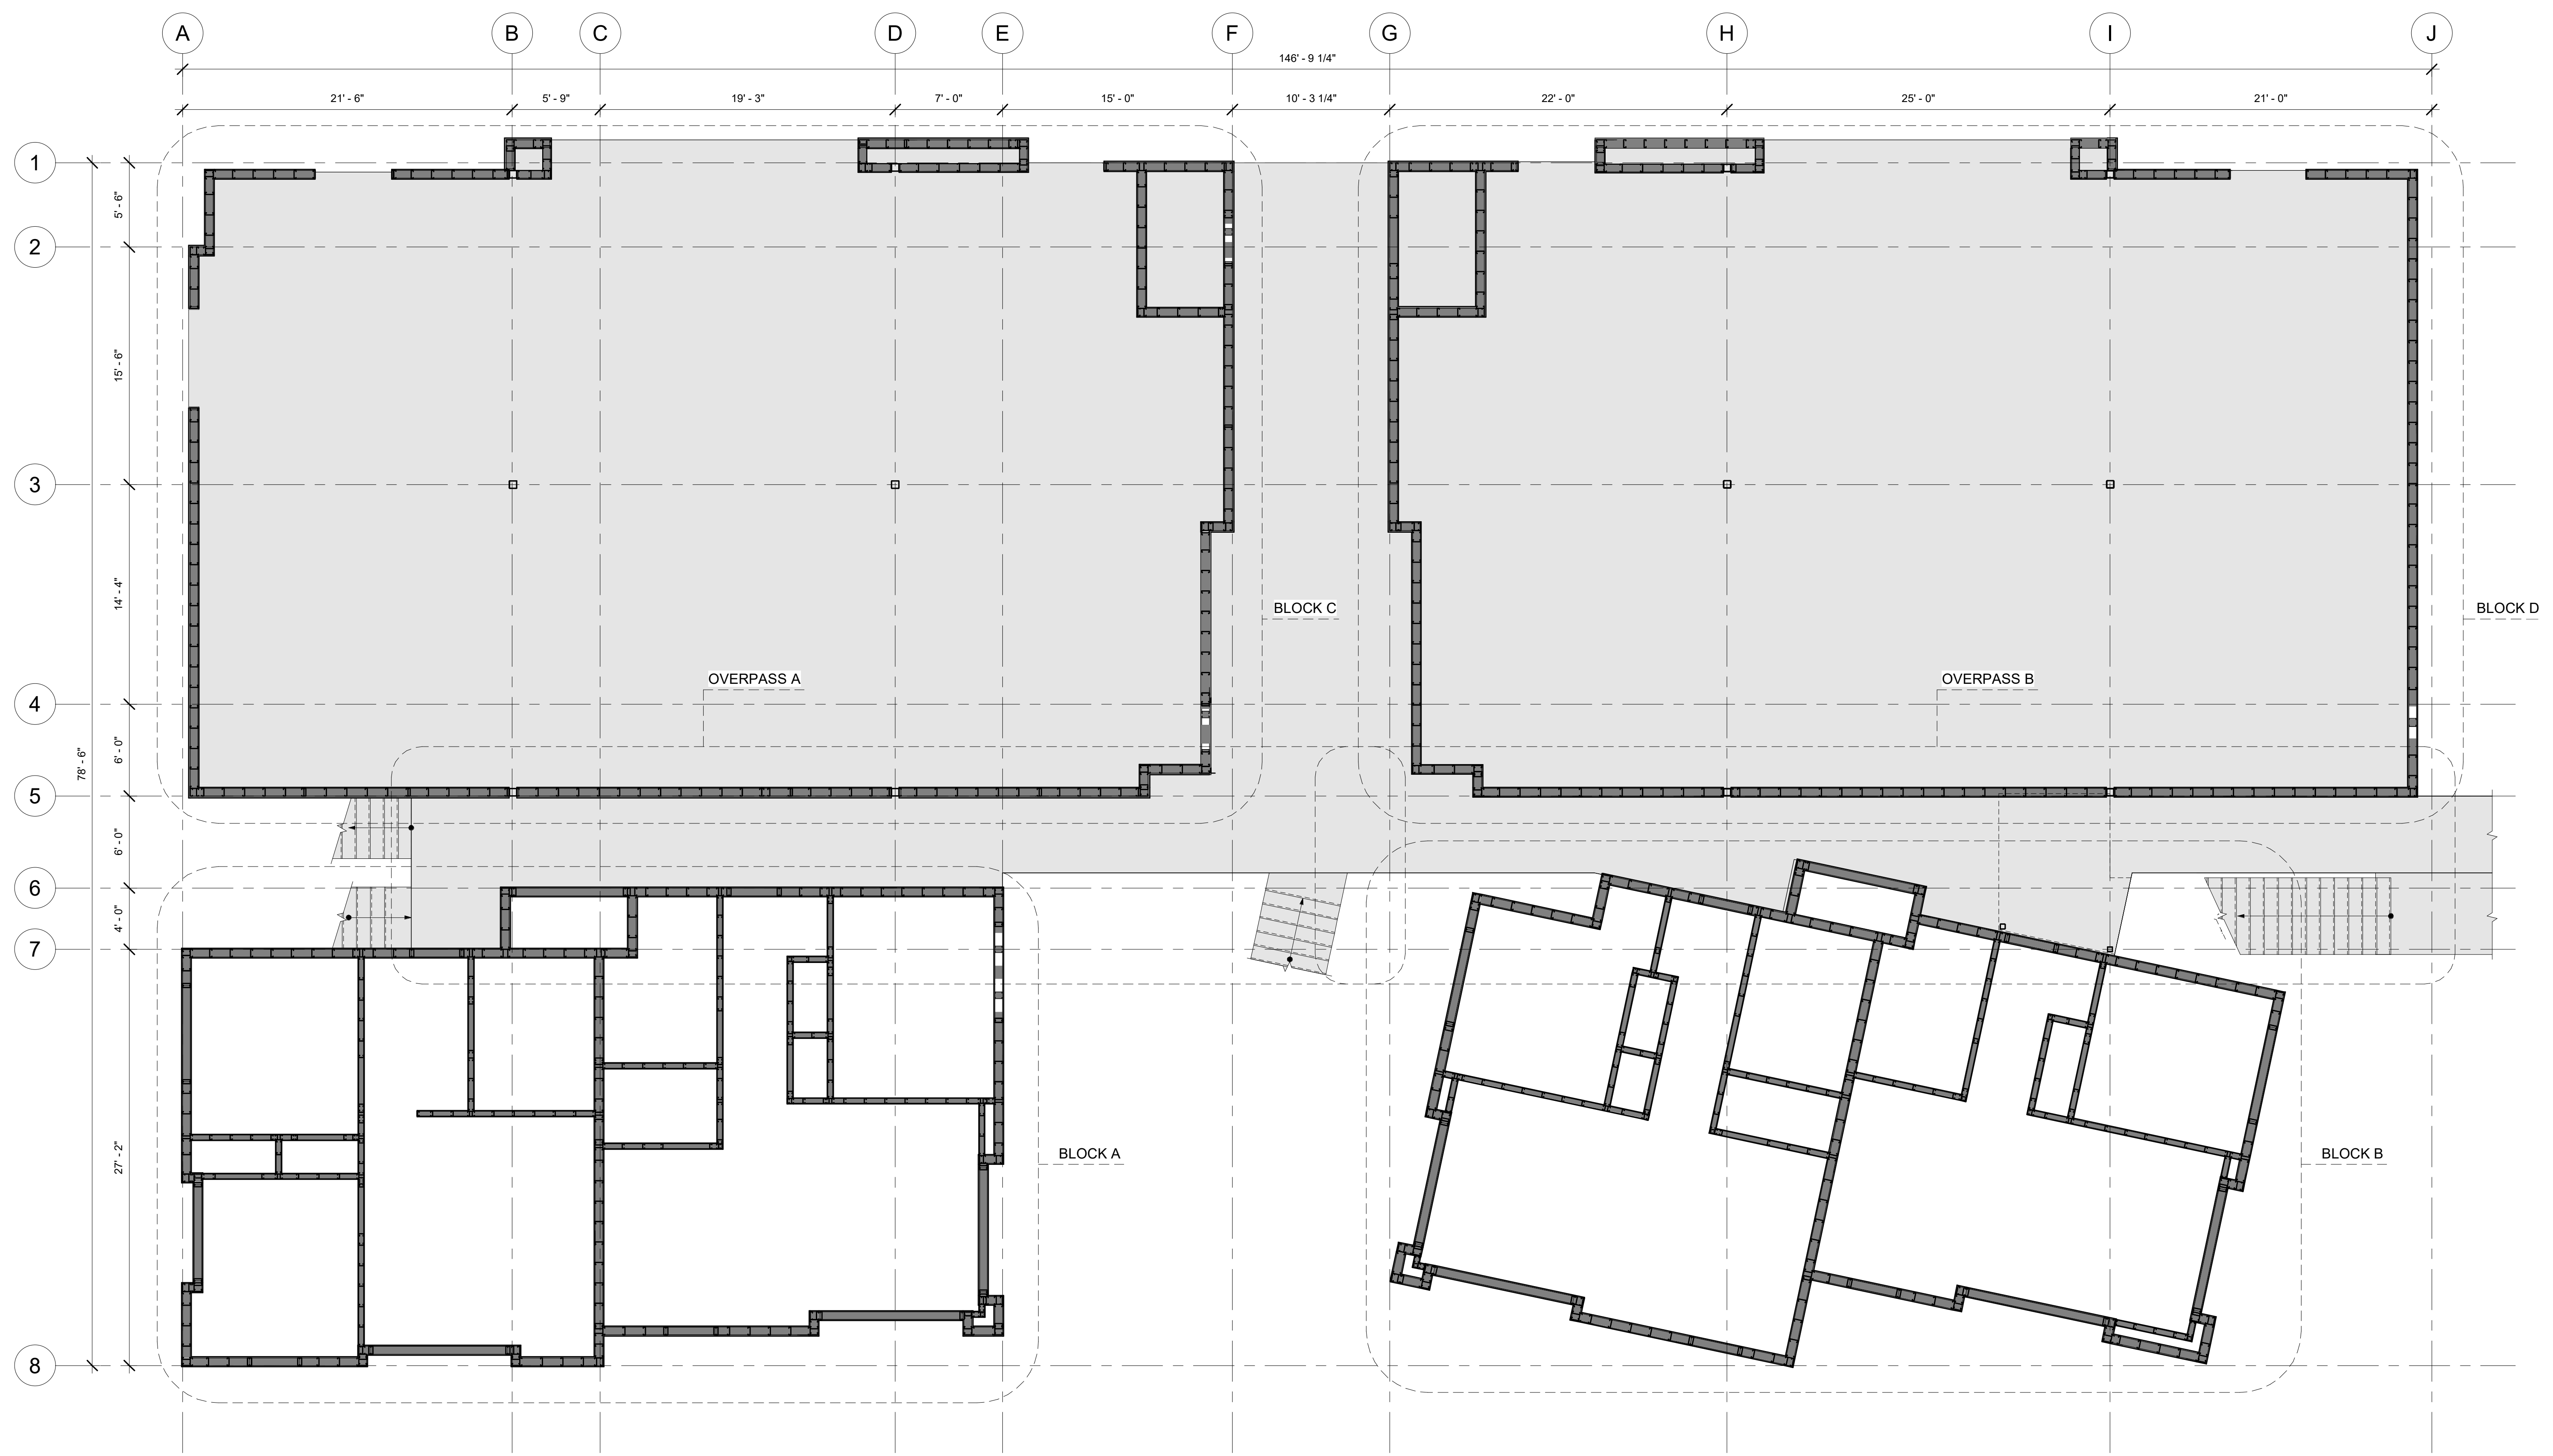 A B C D E F G H I J
146' - 9 1/4"
21' - 6" 5' - 9" 19' - 3" 7' - 0" 15' - 0" 10' - 3 1/4" 22' - 0" 25' - 0" 21' - 0"
1
5' - 6"
2
15' - 6"
3
14' - 4"
BLOCK C
BLOCK D
OVERPASS A
OVERPASS B
4
6' - 0"
78' - 6"
5
6' - 0"
6
4' - 0"
7
27' - 2"
BLOCK A
BLOCK B
8